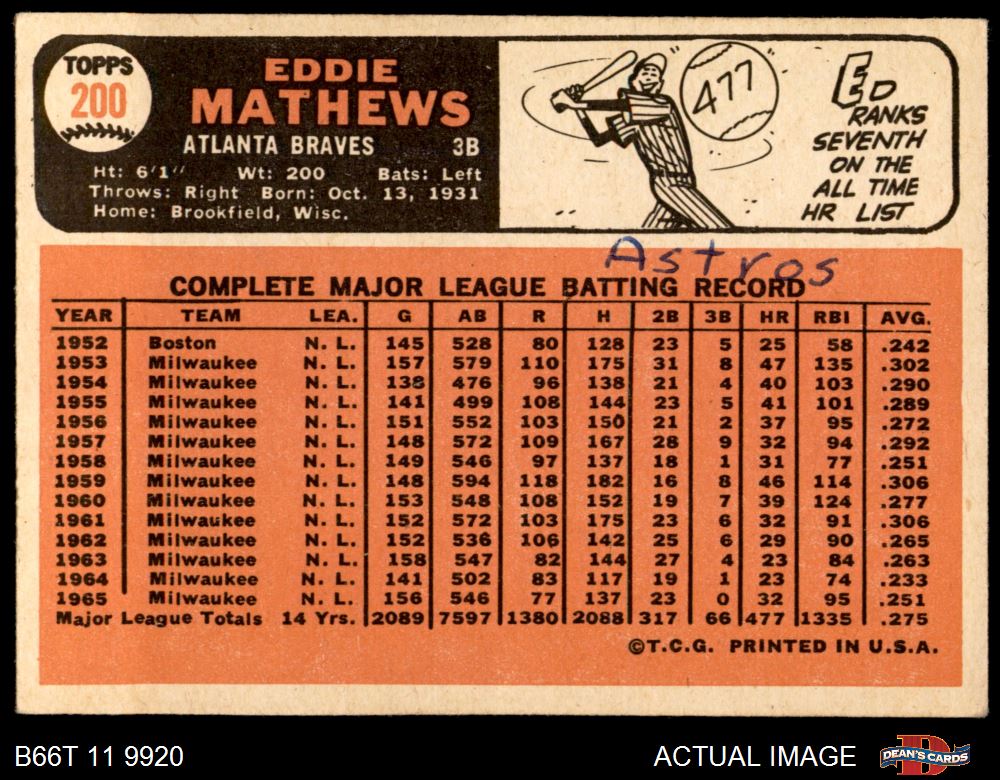 TOPPS
200
EDDIE
MATHEWS
ATLANTA BRAVES 3B
Ht: 6'1" Wt: 200 Bats: Left
Throws: Right Born: Oct. 13, 1931
Home: Brookfield, Wisc.
"477"
ED
RANKS
SEVENTH
ON THE
ALL TIME
HR LIST
Astros
COMPLETE MAJOR LEAGUE BATTING RECORD
YEAR TEAM LEA. G AB R H 2B 3B HR RBI AVG.
1952 Boston N. L. 145 528 80 128 23 5 25 58 .242
1953 Milwaukee N. L. 157 579 110 175 31 8 47 135 .302
1954 Milwaukee N. L. 138 476 96 138 21 4 40 103 .290
1955 Milwaukee N. L. 141 499 108 144 23 5 41 101 .289
1956 Milwaukee N. L. 151 552 103 150 21 2 37 95 .272
1957 Milwaukee N. L. 148 572 109 167 28 9 32 94 .292
1958 Milwaukee N. L. 149 546 97 137 18 1 31 77 .251
1959 Milwaukee N. L. 148 594 118 182 16 8 46 114 .306
1960 Milwaukee N. L. 153 548 108 152 19 7 39 124 .277
1961 Milwaukee N. L. 152 572 103 175 23 6 32 91 .306
1962 Milwaukee N. L. 152 536 106 142 25 6 29 90 .265
1963 Milwaukee N. L. 158 547 82 144 27 4 23 84 .263
1964 Milwaukee N. L. 141 502 83 117 19 1 23 74 .233
1965 Milwaukee N. L. 156 546 77 137 23 0 32 95 .251
Major League Totals 14 Yrs. 2089 7597 1380 2088 317 66 477 1335 .275
©T.C.G. PRINTED IN U.S.A.
B66T 11 9920 ACTUAL IMAGE DEAN'S CARDS